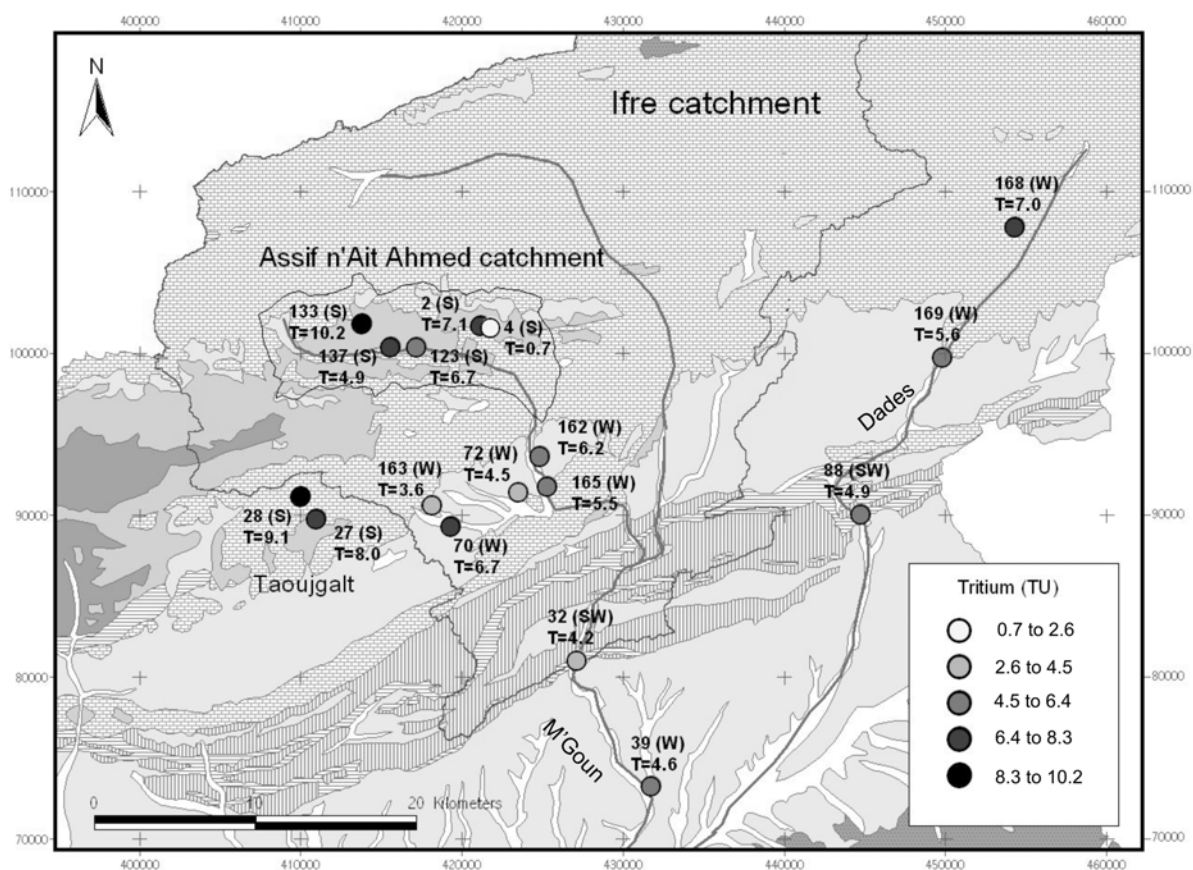 400000
410000
420000
430000
440000
450000
460000
N
Ifre catchment
110000
110000
168 (W)
T=7.0
Assif n'Ait Ahmed catchment
133 (S)
T=10.2
2 (S)
T=7.1
4 (S)
T=0.7
169 (W)
T=5.6
100000
100000
137 (S)
T=4.9
123 (S)
T=6.7
Dades
162 (W)
T=6.2
72 (W)
T=4.5
163 (W)
T=3.6
165 (W)
T=5.5
88 (SW)
T=4.9
90000
90000
28 (S)
T=9.1
27 (S)
T=8.0
70 (W)
T=6.7
Taoujgalt
32 (SW)
T=4.2
80000
80000
M'Goun
39 (W)
T=4.6
Tritium (TU)
0.7 to 2.6
2.6 to 4.5
4.5 to 6.4
6.4 to 8.3
8.3 to 10.2
0
10
20 Kilometers
70000
70000
400000
410000
420000
430000
440000
450000
460000